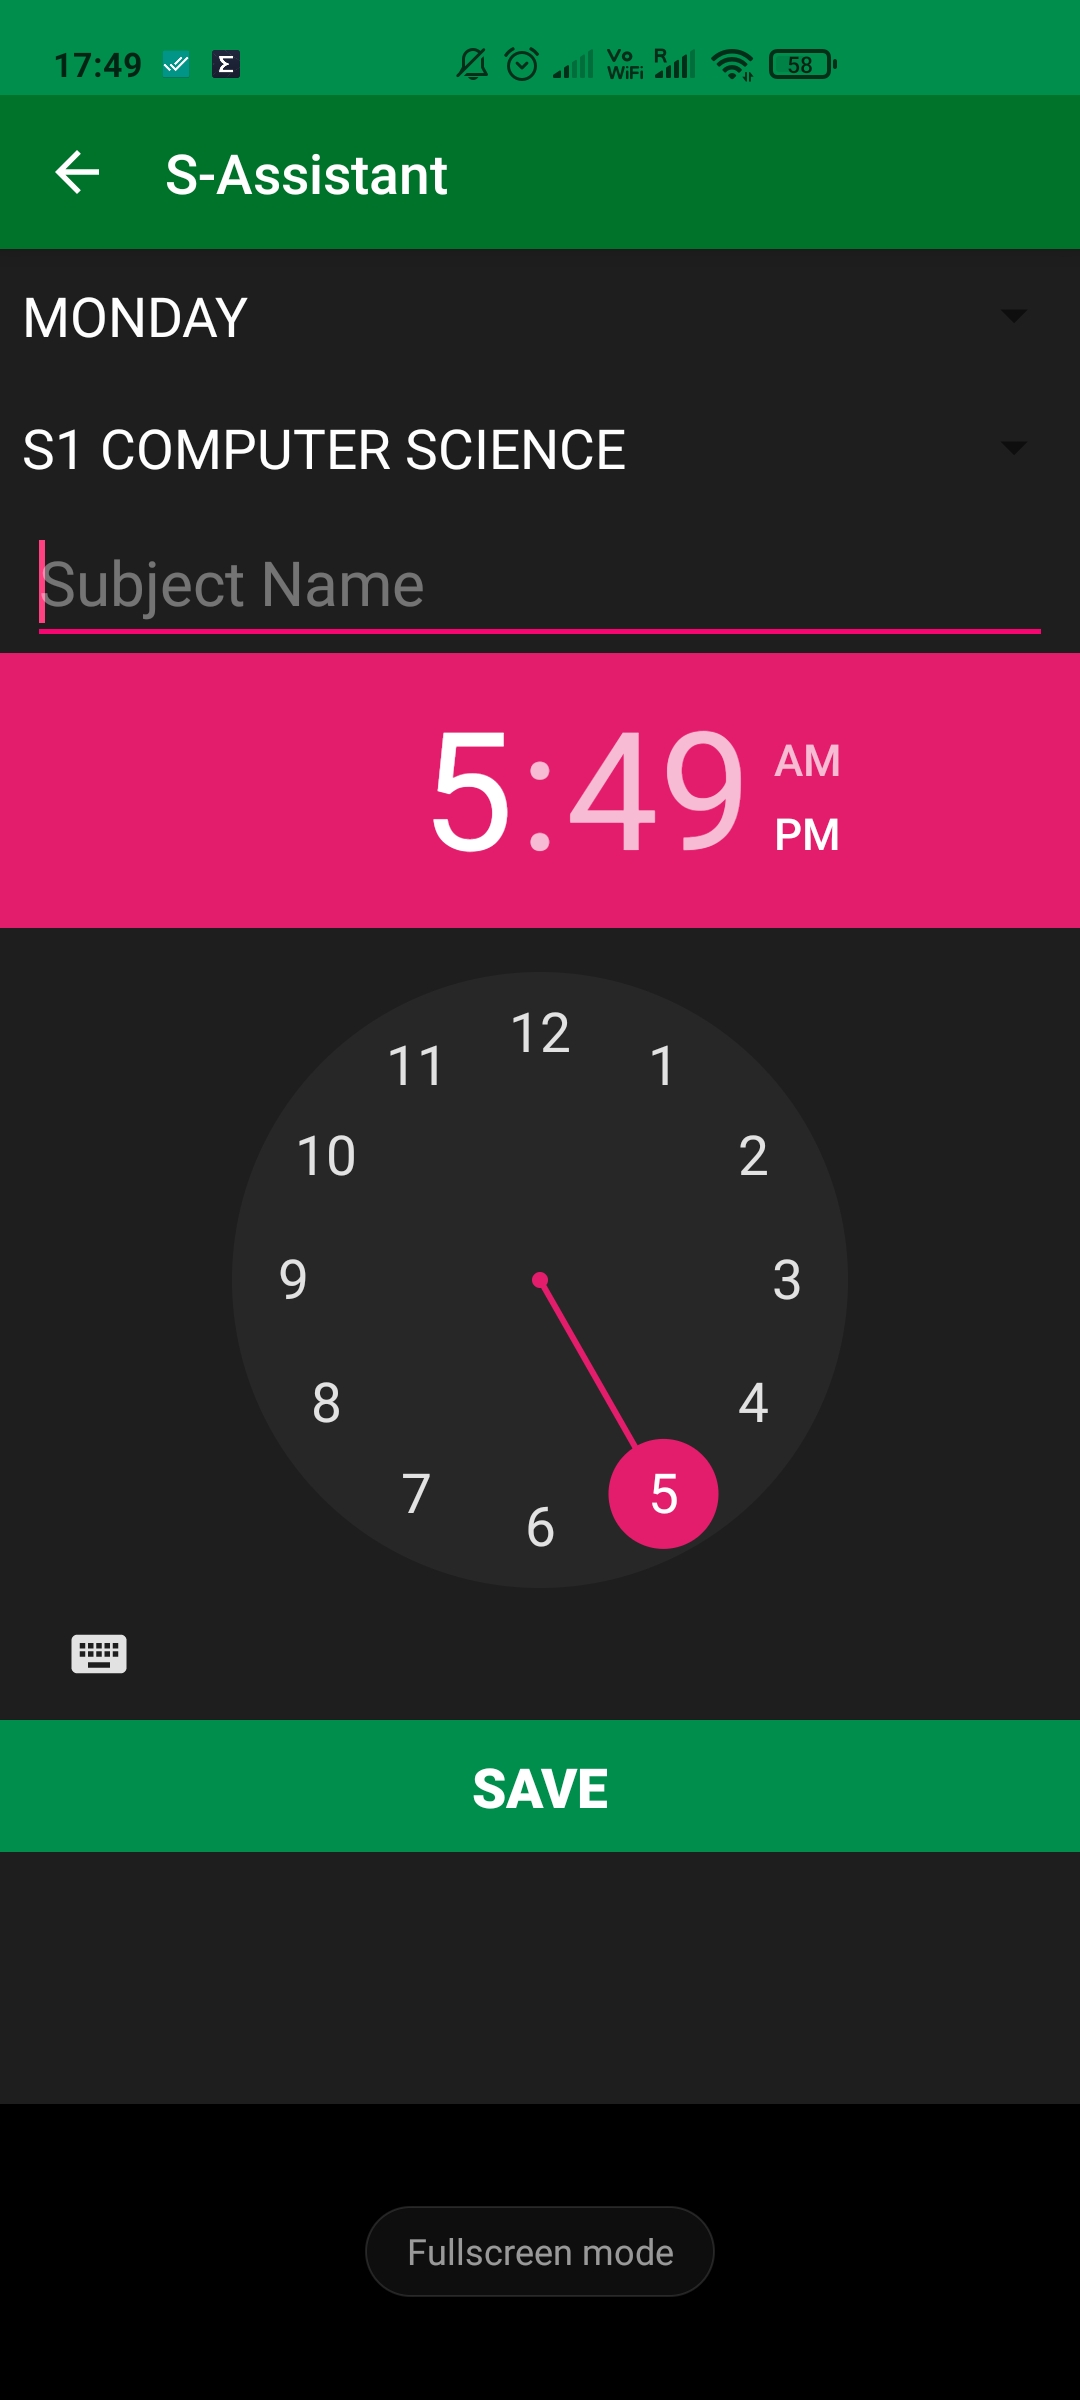 17:49 Vo WiFi R 58
S-Assistant
MONDAY
S1 COMPUTER SCIENCE
Subject Name
5:49 AM PM
12
11 1
10 2
9 3
8 4
7 5
6
SAVE
Fullscreen mode